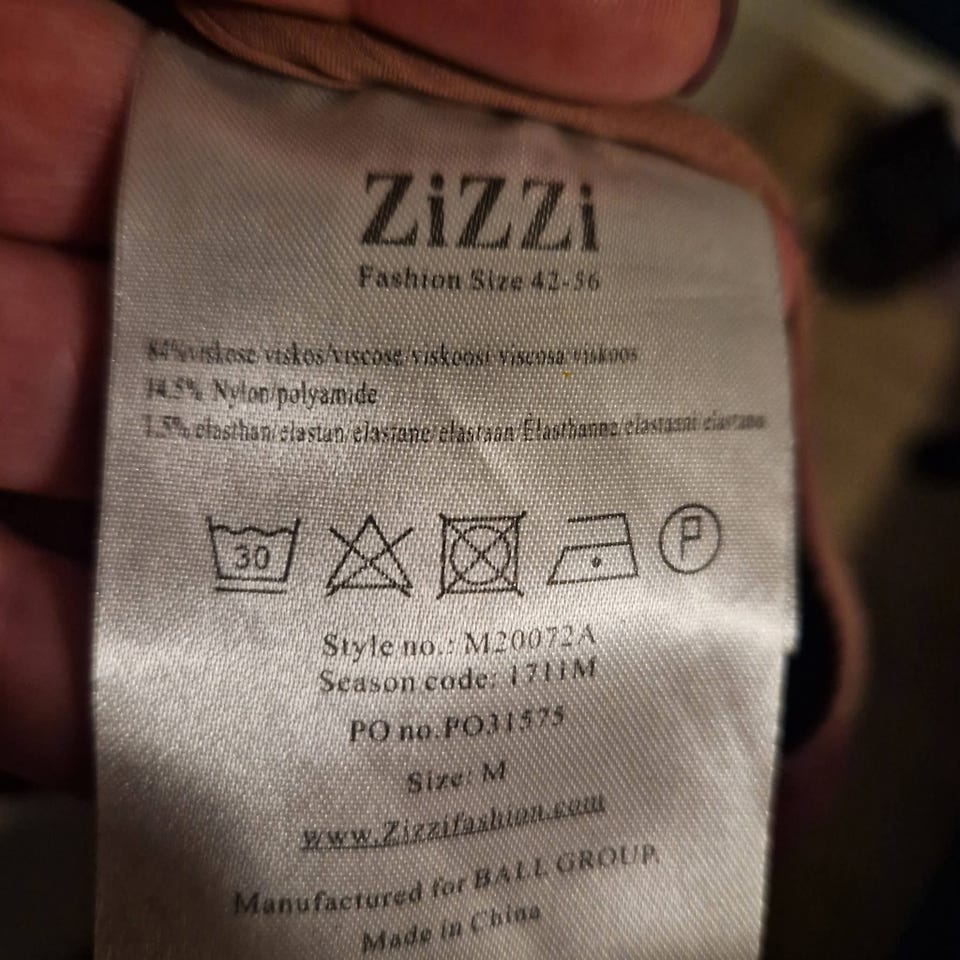 ZiZZi
Fashion Size 42-56
84%viskose/viskos/viscose/viskoosi/viscosa/viskoos
14.5% Nylon/polyamide
1.5% elasthan/elastan/elastane/elastaan/Élasthanne/elastaani/elastano
30
P
Style no.: M20072A
Season code: 1711M
PO no.PO31575
Size: M
www.Zizzifashion.com
Manufactured for BALL GROUP.
Made in China